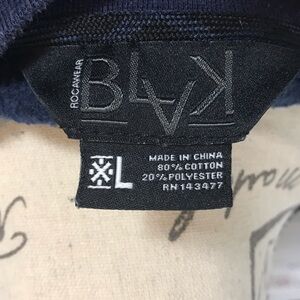 ROCAWEAR
BLAK
XL
MADE IN CHINA
80% COTTON
20% POLYESTER
RN 143477